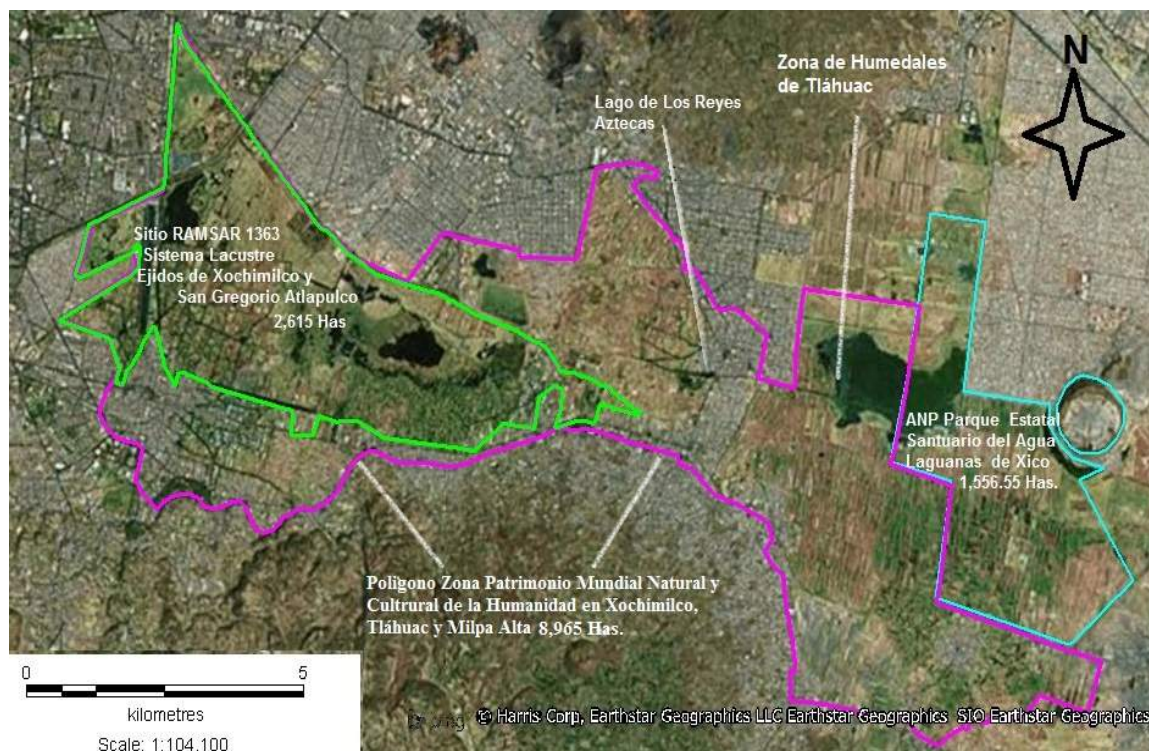 N
Zona de Humedales
de Tláhuac
Lago de Los Reyes
Aztecas
Sitio RAMSAR 1363
Sistema Lacustre
Ejidos de Xochimilco y
San Gregorio Atlapulco
2,615 Has
ANP Parque Estatal
Santuario del Agua
Lagunas de Xico
1,556.55 Has.
Poligono Zona Patrimonio Mundial Natural y
Cultrural de la Humanidad en Xochimilco,
Tláhuac y Milpa Alta 8,965 Has.
0 5
kilometres
Scale: 1:104,100
© Harris Corp, Earthstar Geographics LLC Earthstar Geographics SIO Earthstar Geographics